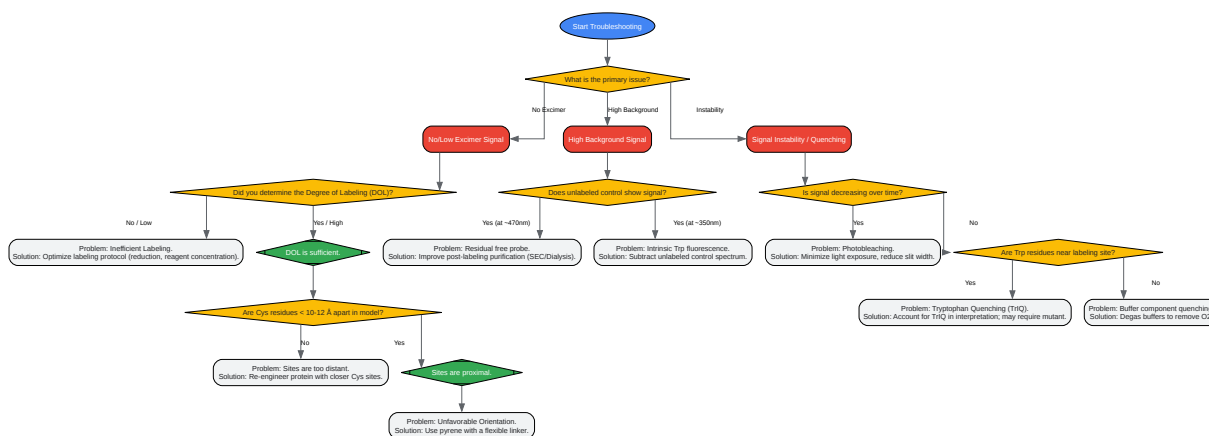 Start Troubleshooting
What is the primary issue?
No Excimer
High Background
Instability
No/Low Excimer Signal
High Background Signal
Signal Instability / Quenching
Did you determine the Degree of Labeling (DOL)?
Does unlabeled control show signal?
Is signal decreasing over time?
No / Low
Yes / High
Yes (at ~470nm)
Yes (at ~350nm)
Yes
No
Problem: Inefficient Labeling.
Solution: Optimize labeling protocol (reduction, reagent concentration).
DOL is sufficient.
Problem: Residual free probe.
Solution: Improve post-labeling purification (SEC/Dialysis).
Problem: Intrinsic Trp fluorescence.
Solution: Subtract unlabeled control spectrum.
Problem: Photobleaching.
Solution: Minimize light exposure, reduce slit width.
Are Trp residues near labeling site?
Yes
No
Are Cys residues < 10-12 Å apart in model?
Problem: Tryptophan Quenching (TrIQ).
Solution: Account for TrIQ in interpretation; may require mutant.
Problem: Buffer component quenching
Solution: Degas buffers to remove O2
No
Yes
Problem: Sites are too distant.
Solution: Re-engineer protein with closer Cys sites.
Sites are proximal.
Problem: Unfavorable Orientation.
Solution: Use pyrene with a flexible linker.